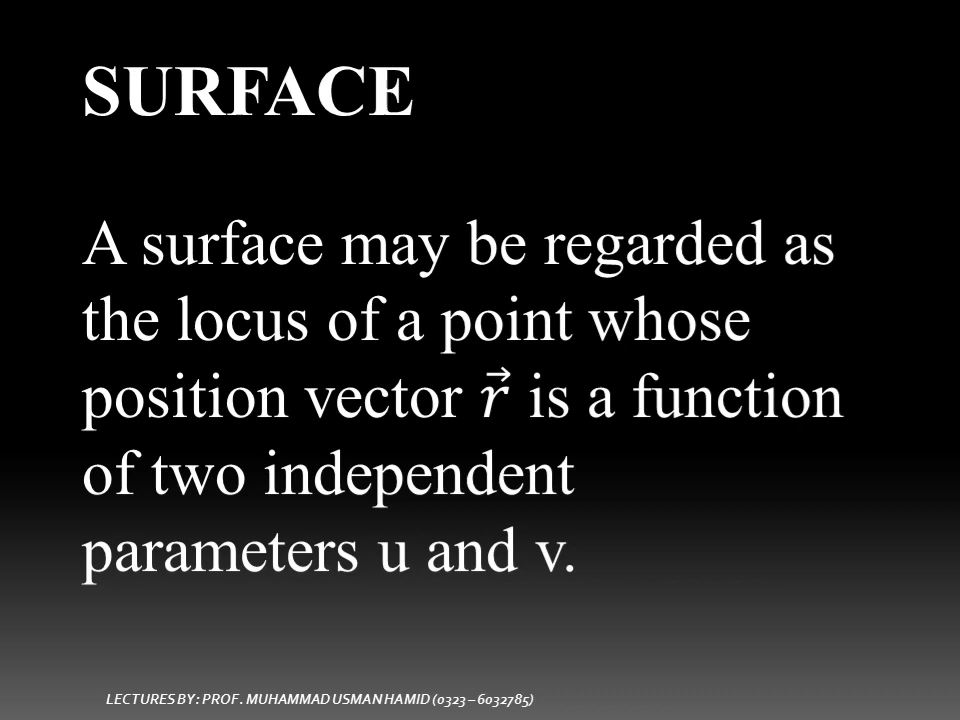 SURFACE
A surface may be regarded as
the locus of a point whose
position vector 𝑟⃗ is a function
of two independent
parameters u and v.
LECTURES BY: PROF. MUHAMMAD USMAN HAMID (0323 – 6032785)